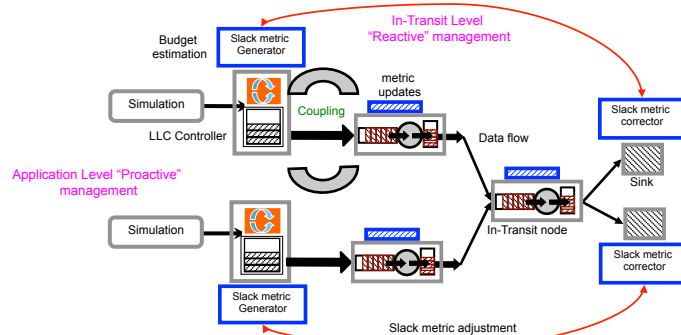 Budget
estimation
Slack metric
Generator
In-Transit Level
“Reactive” management
Simulation
LLC Controller
Coupling
metric
updates
Data flow
Slack metric
corrector
Sink
Application Level “Proactive”
management
Simulation
In-Transit node
Slack metric
Generator
Slack metric
corrector
Slack metric adjustment